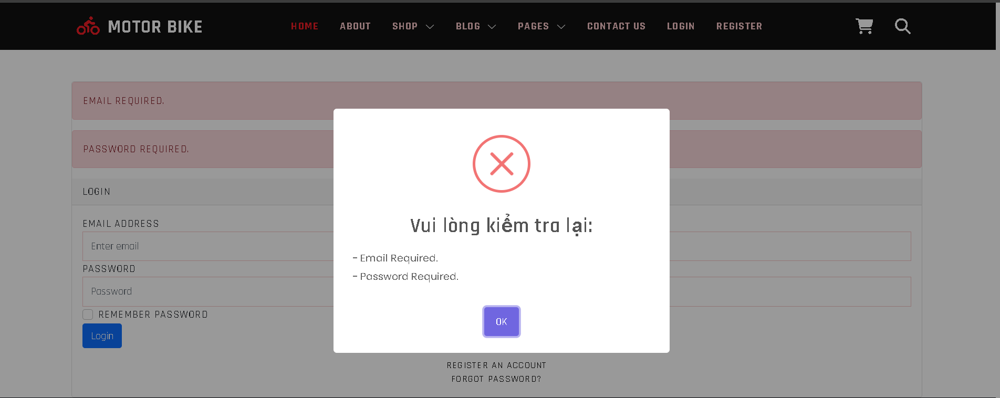 MOTOR BIKE HOME ABOUT SHOP BLOG PAGES CONTACT US LOGIN REGISTER
EMAIL REQUIRED.
PASSWORD REQUIRED.
LOGIN
EMAIL ADDRESS
Enter email
PASSWORD
Password
REMEMBER PASSWORD
Login
REGISTER AN ACCOUNT
FORGOT PASSWORD?
Vui lòng kiểm tra lại:
- Email Required.
- Password Required.
OK